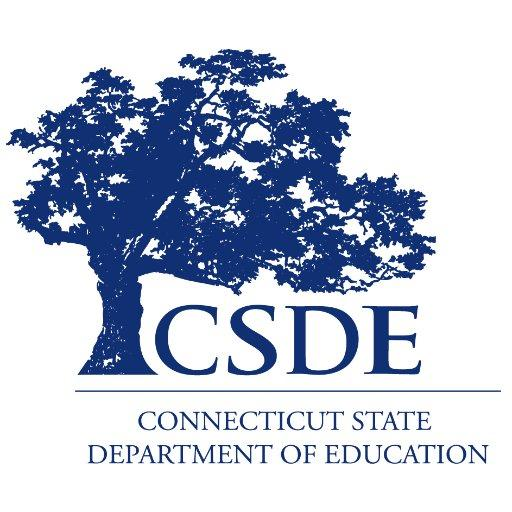 CSDE
CONNECTICUT STATE
DEPARTMENT OF EDUCATION